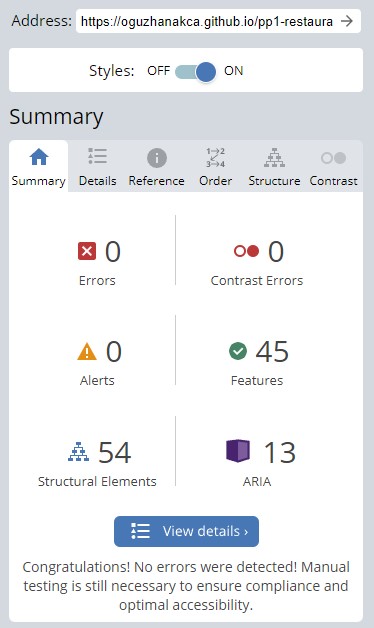 Address: https://oguzhanakca.github.io/pp1-restaura
Styles: OFF ON
Summary
Summary Details Reference Order Structure Contrast
0 0
Errors Contrast Errors
0 45
Alerts Features
54 13
Structural Elements ARIA
View details ›
Congratulations! No errors were detected! Manual
testing is still necessary to ensure compliance and
optimal accessibility.